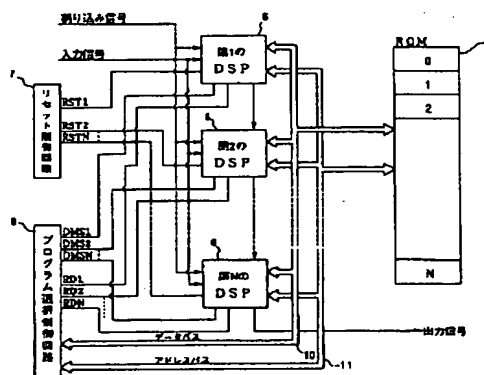 割り込み信号
入力信号
7
リセット制御回路
RST1
RST2
RSTN
6
第1の
DSP
第2の
DSP
第Nの
DSP
ROM
0
1
2
N
プログラム選択制御回路
DMS1
DMS2
DMSN
RD1
RD2
RDN
データバス
アドレスバス
10
11
出力信号